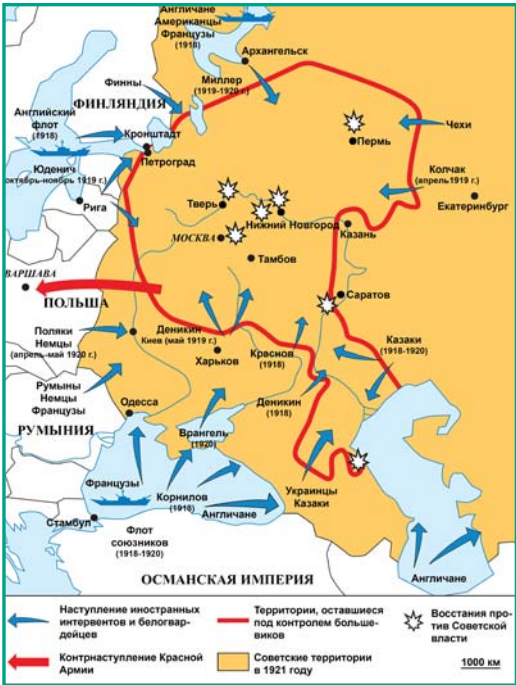 Англичане
Американцы
Французы
(1918)
Архангельск
Миллер
(1919-1920 г.)
Финны
ФИНЛЯНДИЯ
Английский
флот
(1918)
Кронштадт
Петроград
Чехи
Пермь
Юденич
(октябрь-ноябрь 1919 г.)
Колчак
(апрель1919 г.)
Екатеринбург
Рига
Тверь
Нижний Новгород
МОСКВА
Казань
Тамбов
ВАРШАВА
ПОЛЬША
Саратов
Поляки
Немцы
(апрель-май 1920 г.)
Деникин
Киев (май 1919 г.)
Харьков
Краснов
(1918)
Казаки
(1918-1920)
Румыны
Немцы
Французы
Одесса
Деникин
(1918)
РУМЫНИЯ
Врангель
(1920)
Французы
Корнилов
(1918)
Англичане
Украинцы
Казаки
Стамбул
Флот
союзников
(1918-1920)
Англичане
ОСМАНСКАЯ ИМПЕРИЯ
Наступление иностранных
интервентов и белогвар-
дейцев
Территории, оставшиеся
под контролем больше-
виков
Восстания про-
тив Советской
власти
Контрнаступление Красной
Армии
Советские территории
в 1921 году
1000 км